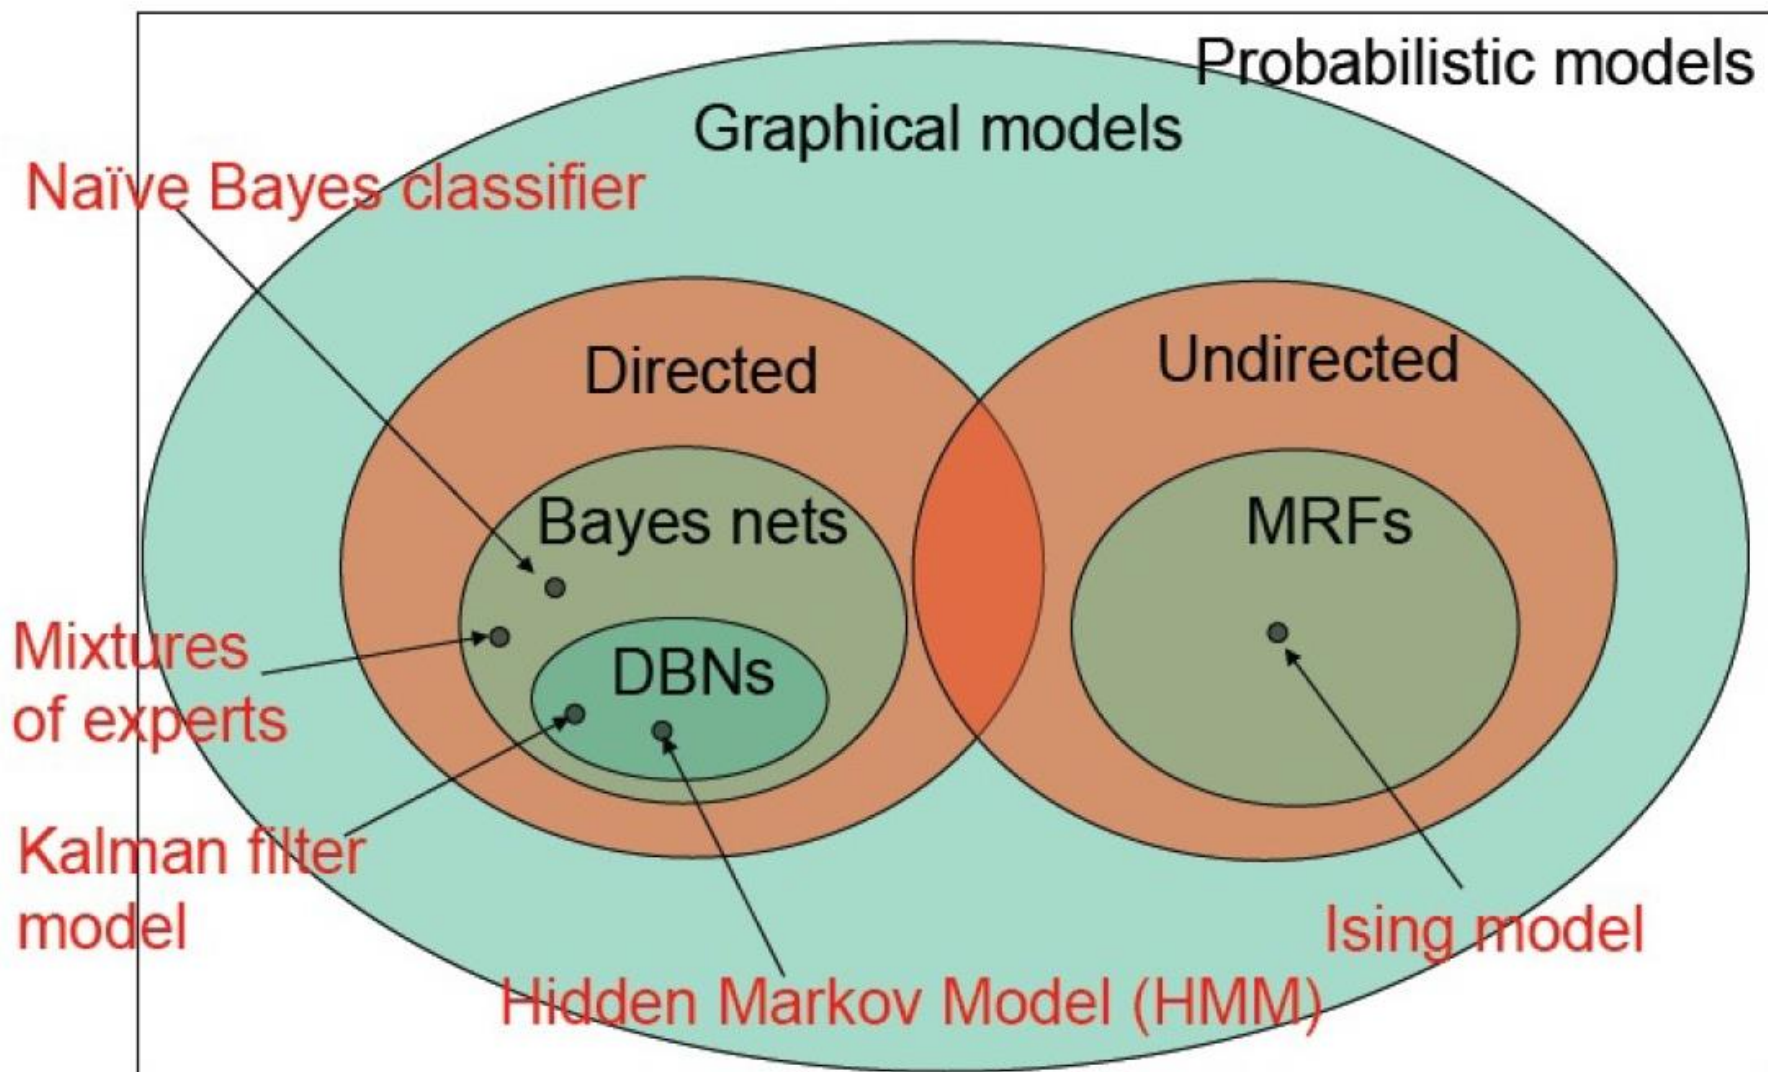 Probabilistic models
Graphical models
Naïve Bayes classifier
Directed
Undirected
Bayes nets
MRFs
Mixtures
of experts
DBNs
Kalman filter
model
Ising model
Hidden Markov Model (HMM)